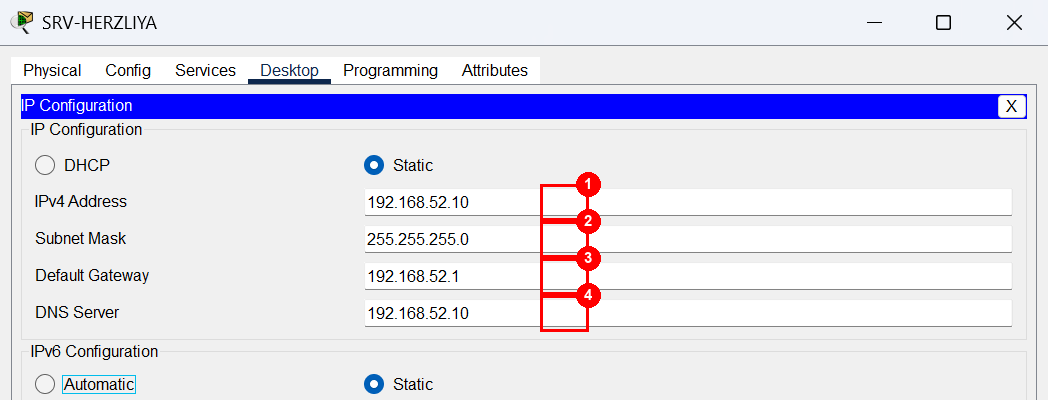 SRV-HERZLIYA
Physical Config Services Desktop Programming Attributes
IP Configuration X
IP Configuration
DHCP Static
1
IPv4 Address 192.168.52.10
2
Subnet Mask 255.255.255.0
3
Default Gateway 192.168.52.1
4
DNS Server 192.168.52.10
IPv6 Configuration
Automatic Static